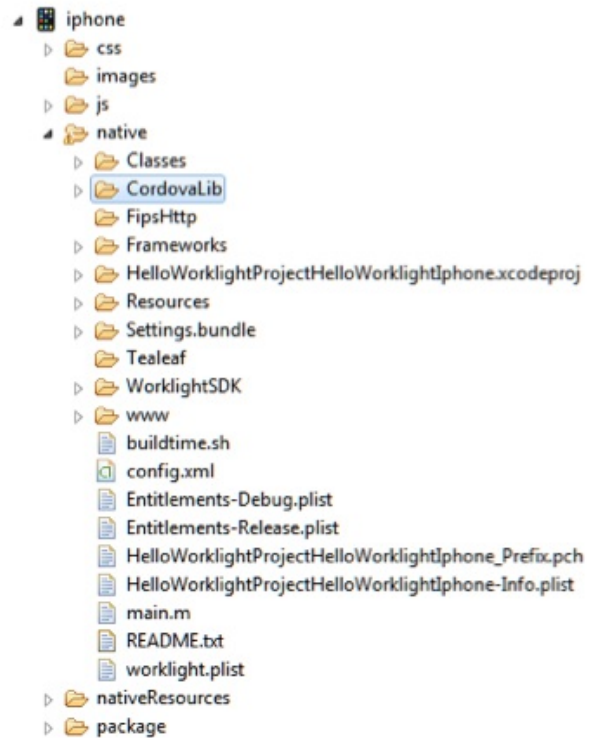 iphone
css
images
js
native
Classes
CordovaLib
FipsHttp
Frameworks
HelloWorklightProjectHelloWorklightIphone.xcodeproj
Resources
Settings.bundle
Tealeaf
WorklightSDK
www
buildtime.sh
config.xml
Entitlements-Debug.plist
Entitlements-Release.plist
HelloWorklightProjectHelloWorklightIphone_Prefix.pch
HelloWorklightProjectHelloWorklightIphone-Info.plist
main.m
README.txt
worklight.plist
nativeResources
package